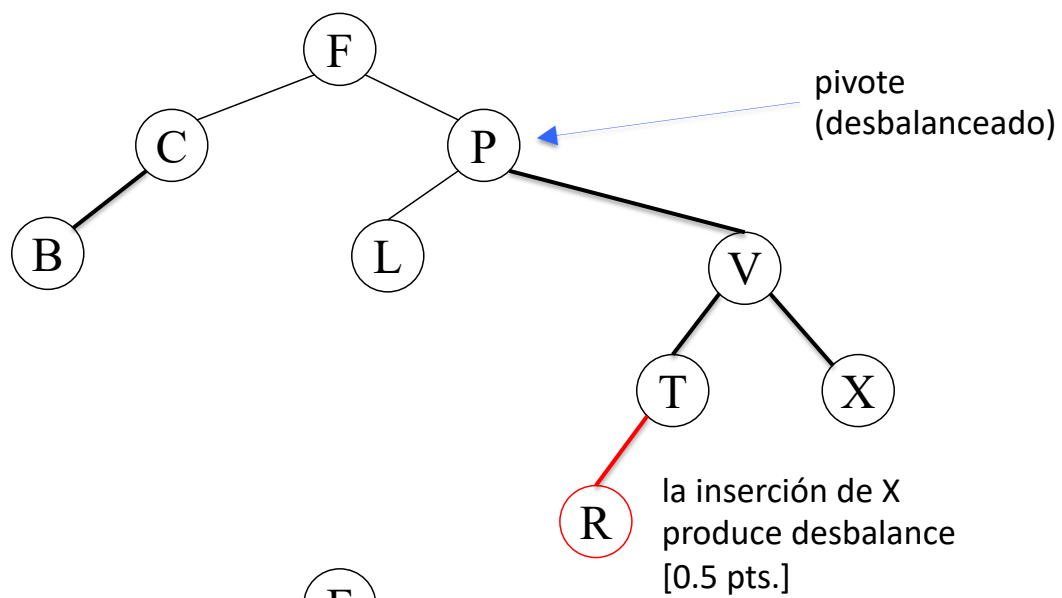 F
pivote
(desbalanceado)
C
P
B
L
V
T
X
R
la inserción de X
produce desbalance
[0.5 pts.]